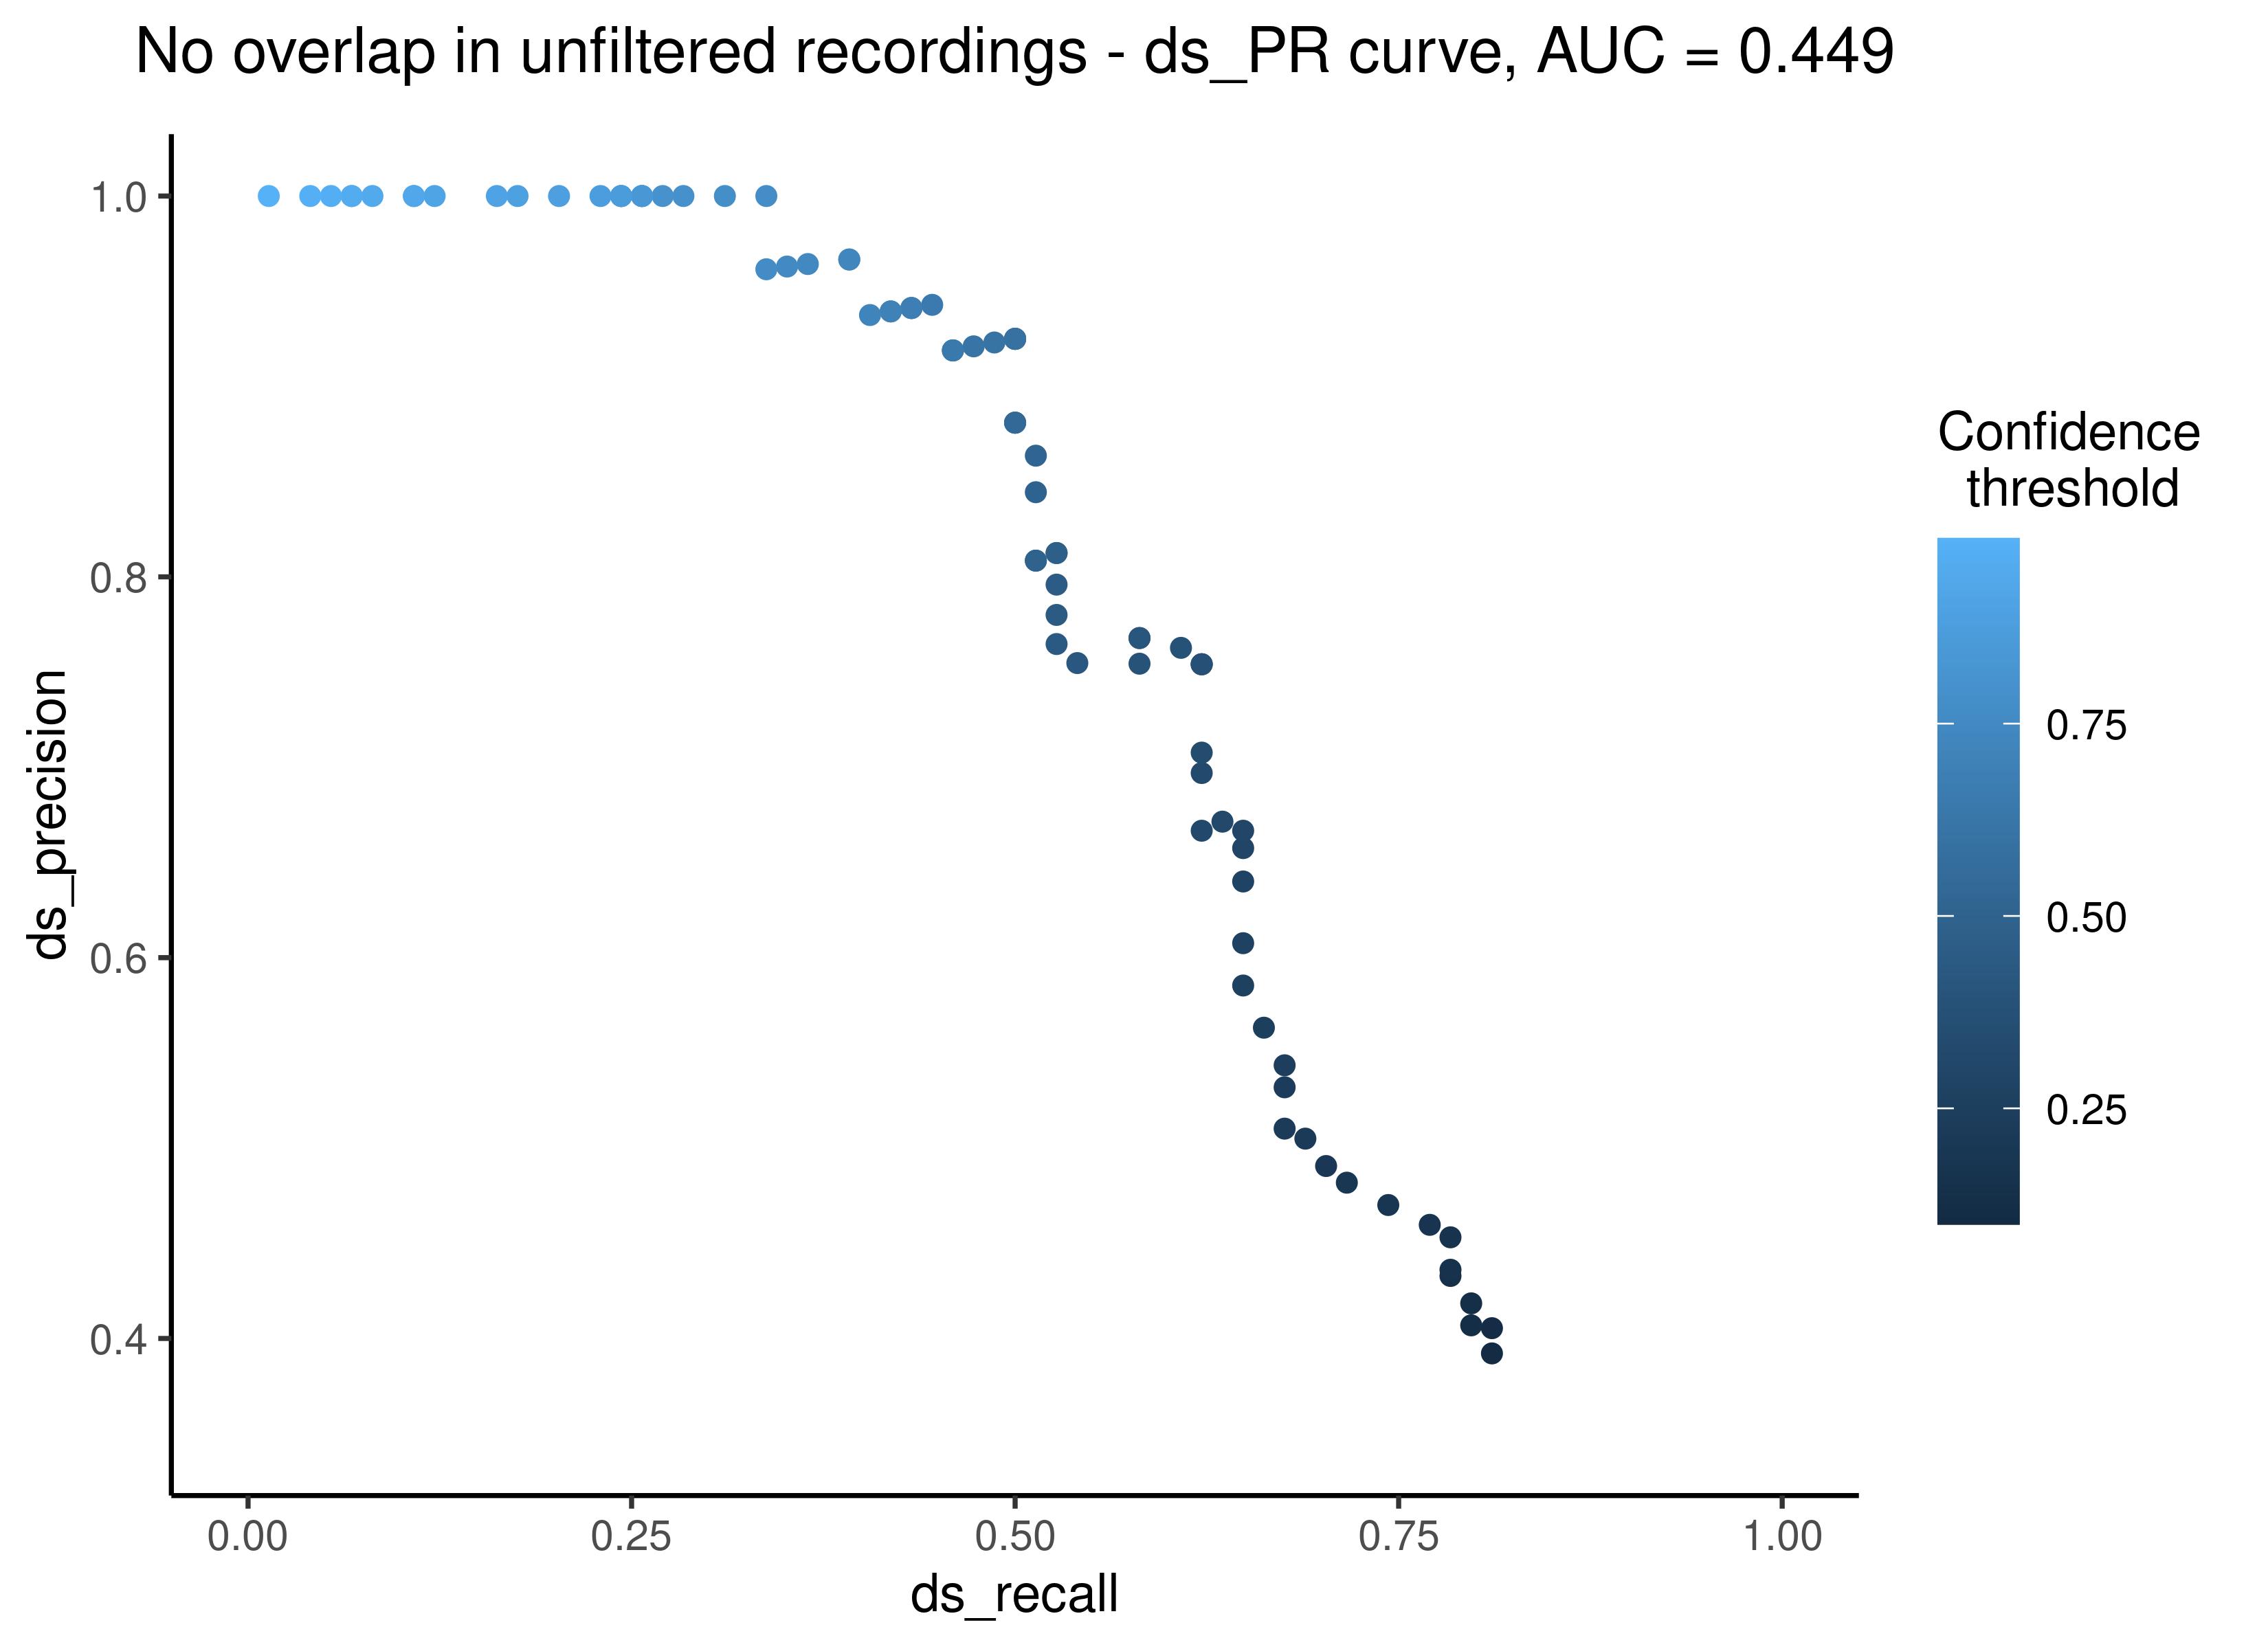 No overlap in unfiltered recordings - ds_PR curve, AUC = 0.449
1.0
0.8
0.6
0.4
ds_precision
0.00 0.25 0.50 0.75 1.00
ds_recall
Confidence
threshold
0.75
0.50
0.25